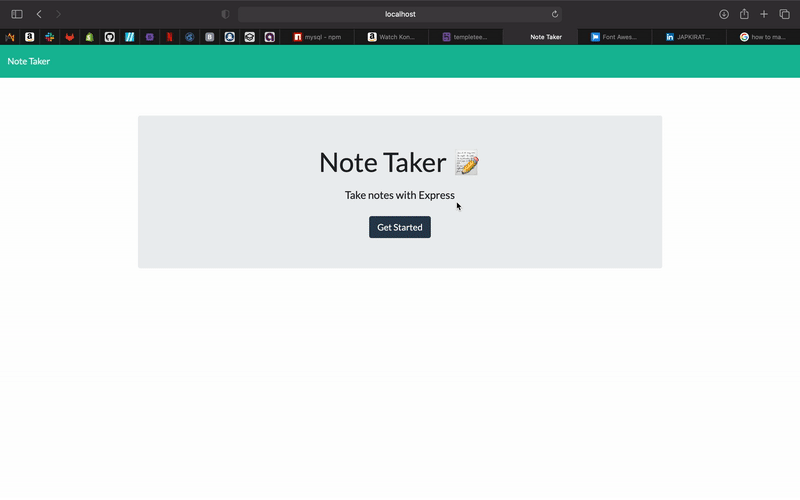 localhost
mysql - npm
Watch Kon...
templetee...
Note Taker
Font Awes...
JAPKIRAT...
how to ma...
Note Taker
Note Taker
Take notes with Express
Get Started